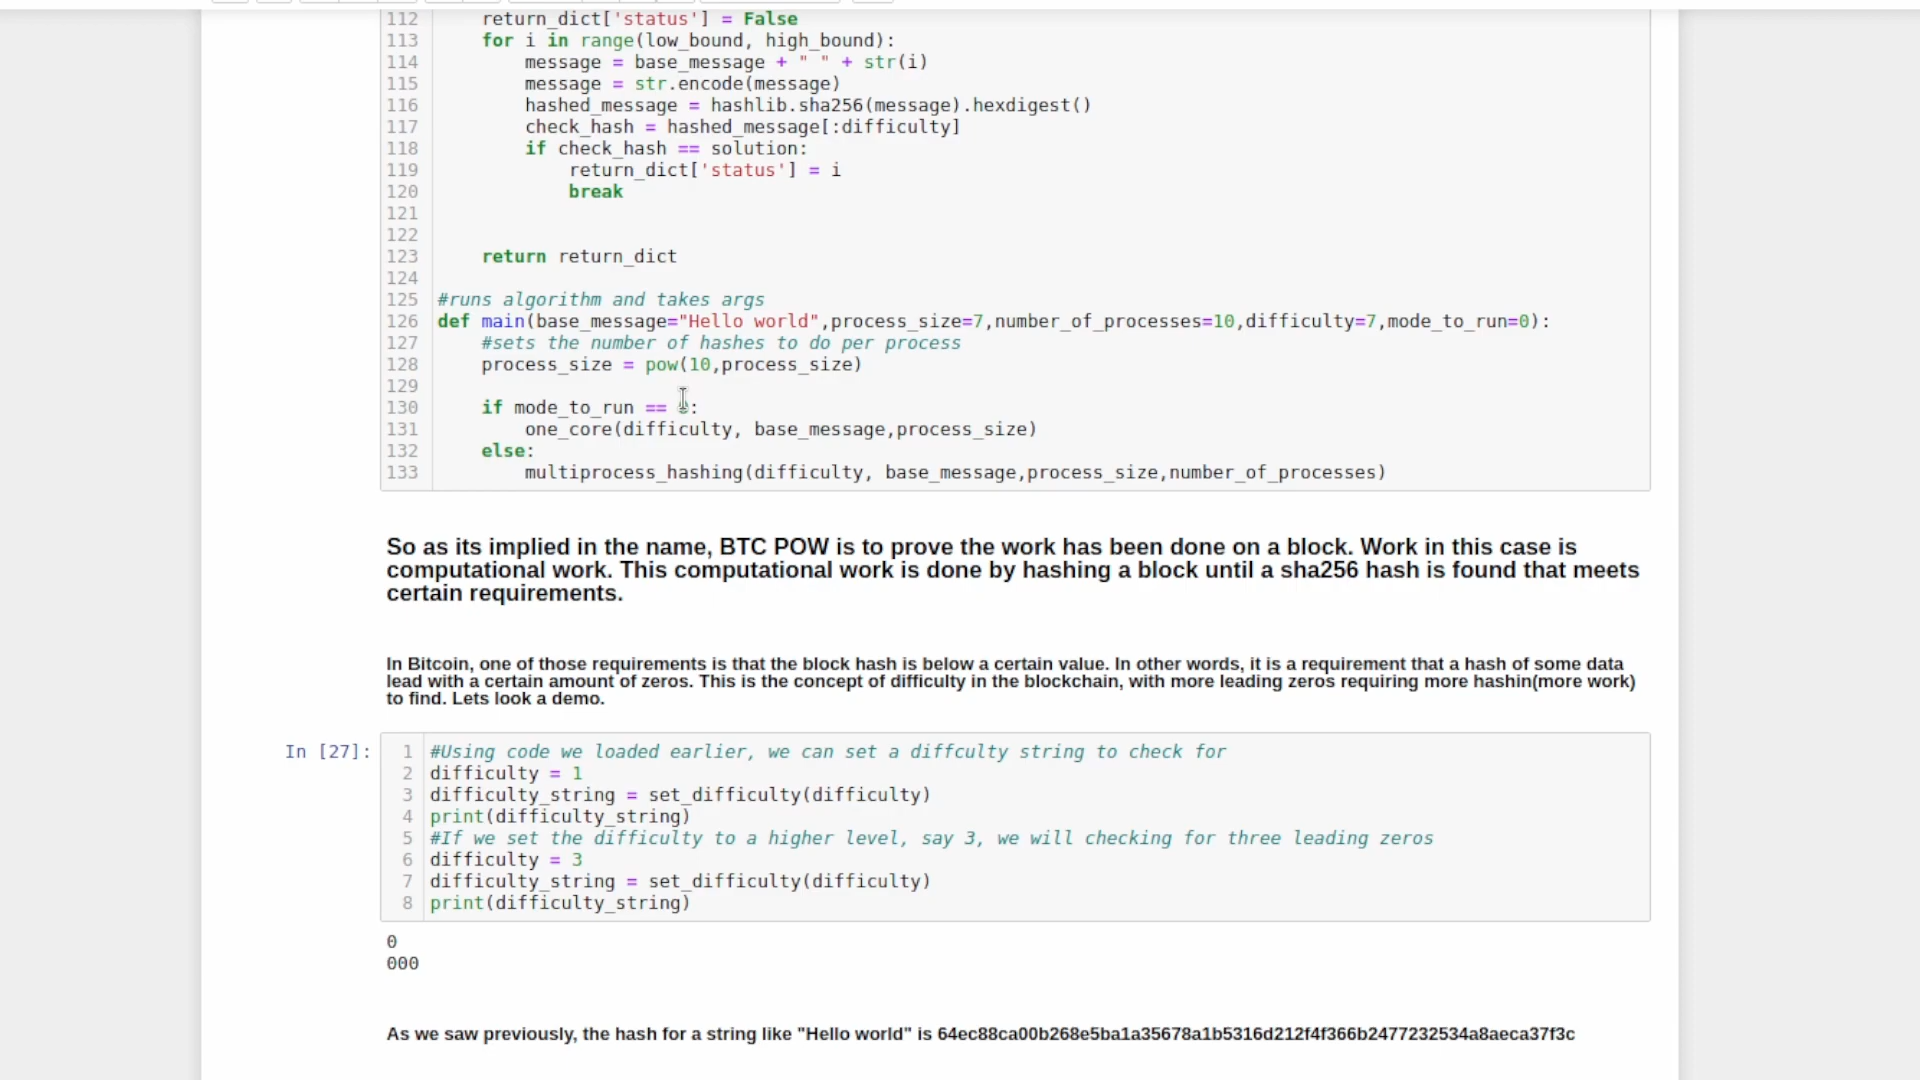 112 return_dict['status'] = False
113 for i in range(low_bound, high_bound):
114 message = base_message + " " + str(i)
115 message = str.encode(message)
116 hashed_message = hashlib.sha256(message).hexdigest()
117 check_hash = hashed_message[:difficulty]
118 if check_hash == solution:
119 return_dict['status'] = i
120 break
121
122
123 return return_dict
124
125 #runs algorithm and takes args
126 def main(base_message="Hello world",process_size=7,number_of_processes=10,difficulty=7,mode_to_run=0):
127 #sets the number of hashes to do per process
128 process_size = pow(10,process_size)
129
130 if mode_to_run == :
131 one_core(difficulty, base_message,process_size)
132 else:
133 multiprocess_hashing(difficulty, base_message,process_size,number_of_processes)
So as its implied in the name, BTC POW is to prove the work has been done on a block. Work in this case is
computational work. This computational work is done by hashing a block until a sha256 hash is found that meets
certain requirements.
In Bitcoin, one of those requirements is that the block hash is below a certain value. In other words, it is a requirement that a hash of some data
lead with a certain amount of zeros. This is the concept of difficulty in the blockchain, with more leading zeros requiring more hashin(more work)
to find. Lets look a demo.
In [27]:
1 #Using code we loaded earlier, we can set a diffculty string to check for
2 difficulty = 1
3 difficulty_string = set_difficulty(difficulty)
4 print(difficulty_string)
5 #If we set the difficulty to a higher level, say 3, we will checking for three leading zeros
6 difficulty = 3
7 difficulty_string = set_difficulty(difficulty)
8 print(difficulty_string)
0
000
As we saw previously, the hash for a string like "Hello world" is 64ec88ca00b268e5ba1a35678a1b5316d212f4f366b2477232534a8aeca37f3c